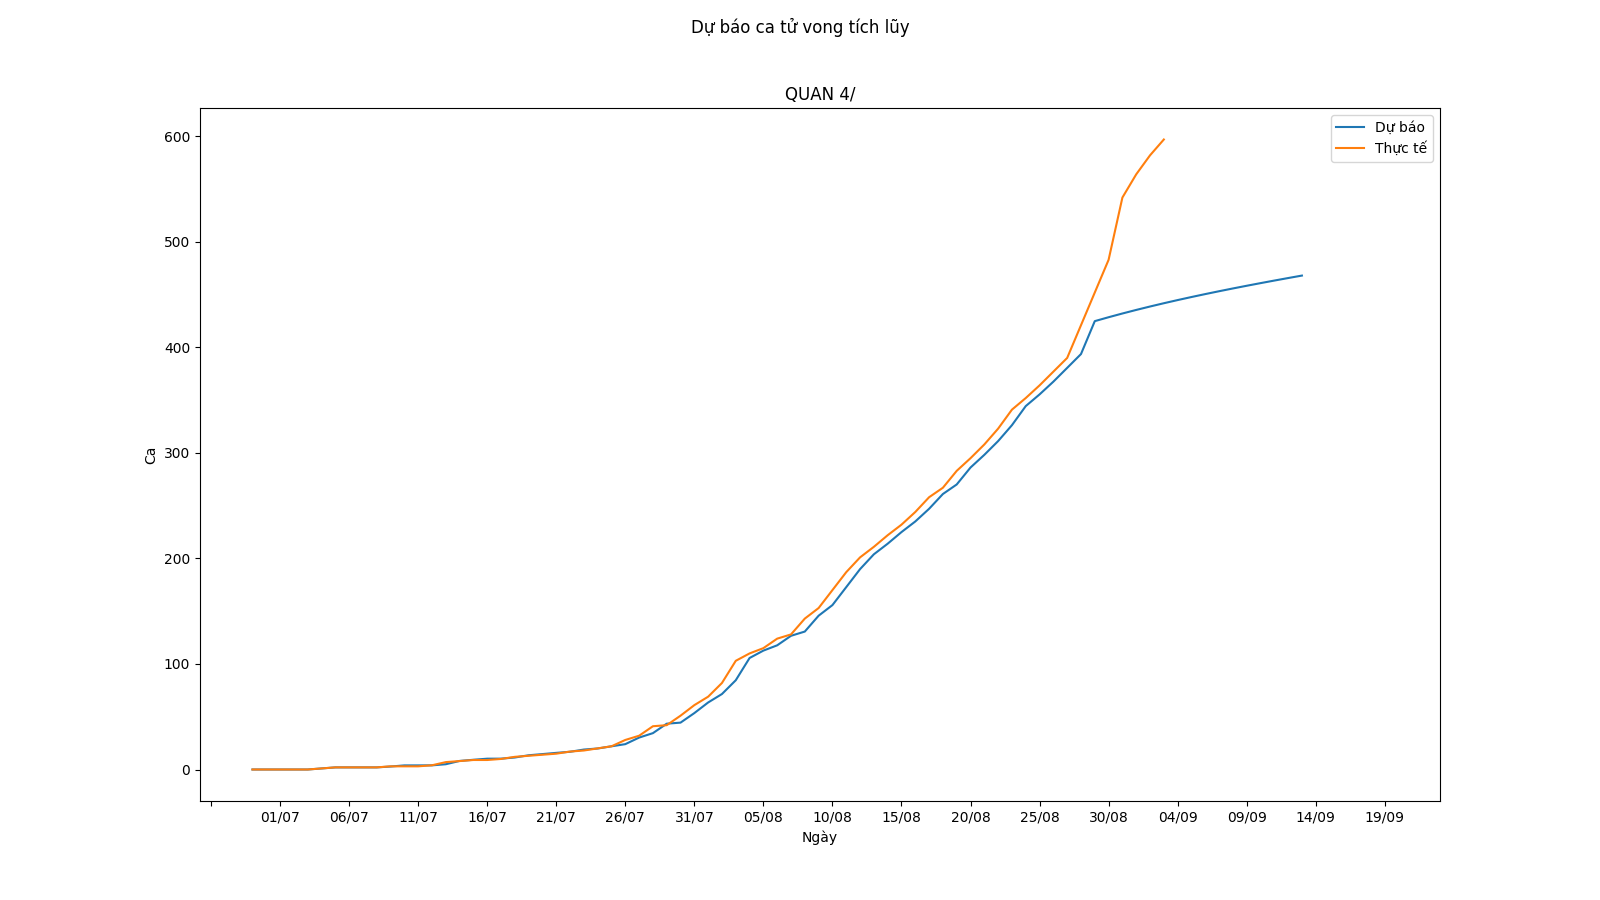 Dự báo ca tử vong tích lũy
QUAN 4/
Dự báo
Thực tế
600
500
400
300
200
100
0
Ca
01/07 06/07 11/07 16/07 21/07 26/07 31/07 05/08 10/08 15/08 20/08 25/08 30/08 04/09 09/09 14/09 19/09
Ngày